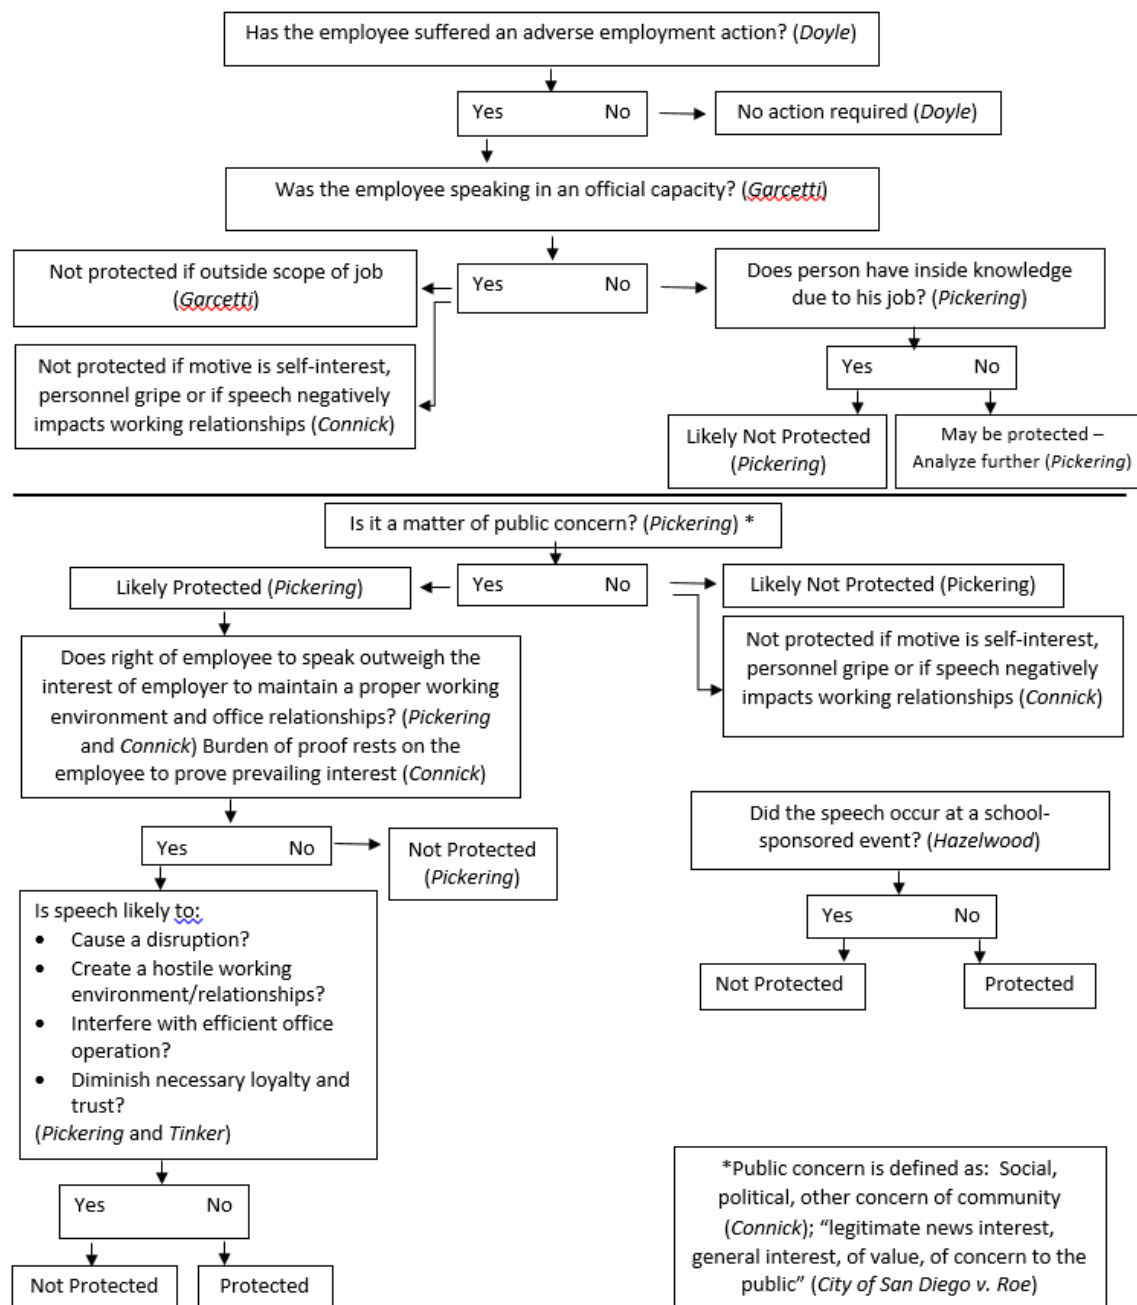 Has the employee suffered an adverse employment action? (Doyle)
Yes No
No action required (Doyle)
Was the employee speaking in an official capacity? (Garcetti)
Not protected if outside scope of job
(Garcetti)
Yes No
Does person have inside knowledge
due to his job? (Pickering)
Not protected if motive is self-interest,
personnel gripe or if speech negatively
impacts working relationships (Connick)
Yes No
Likely Not Protected
(Pickering)
May be protected –
Analyze further (Pickering)
Is it a matter of public concern? (Pickering) *
Likely Protected (Pickering)
Yes No
Likely Not Protected (Pickering)
Not protected if motive is self-interest,
personnel gripe or if speech negatively
impacts working relationships (Connick)
Does right of employee to speak outweigh the
interest of employer to maintain a proper working
environment and office relationships? (Pickering
and Connick) Burden of proof rests on the
employee to prove prevailing interest (Connick)
Yes No
Not Protected
(Pickering)
Did the speech occur at a school-
sponsored event? (Hazelwood)
Yes No
Not Protected
Protected
Is speech likely to:
• Cause a disruption?
• Create a hostile working
environment/relationships?
• Interfere with efficient office
operation?
• Diminish necessary loyalty and
trust?
(Pickering and Tinker)
Yes No
Not Protected
Protected
*Public concern is defined as: Social,
political, other concern of community
(Connick); “legitimate news interest,
general interest, of value, of concern to the
public” (City of San Diego v. Roe)